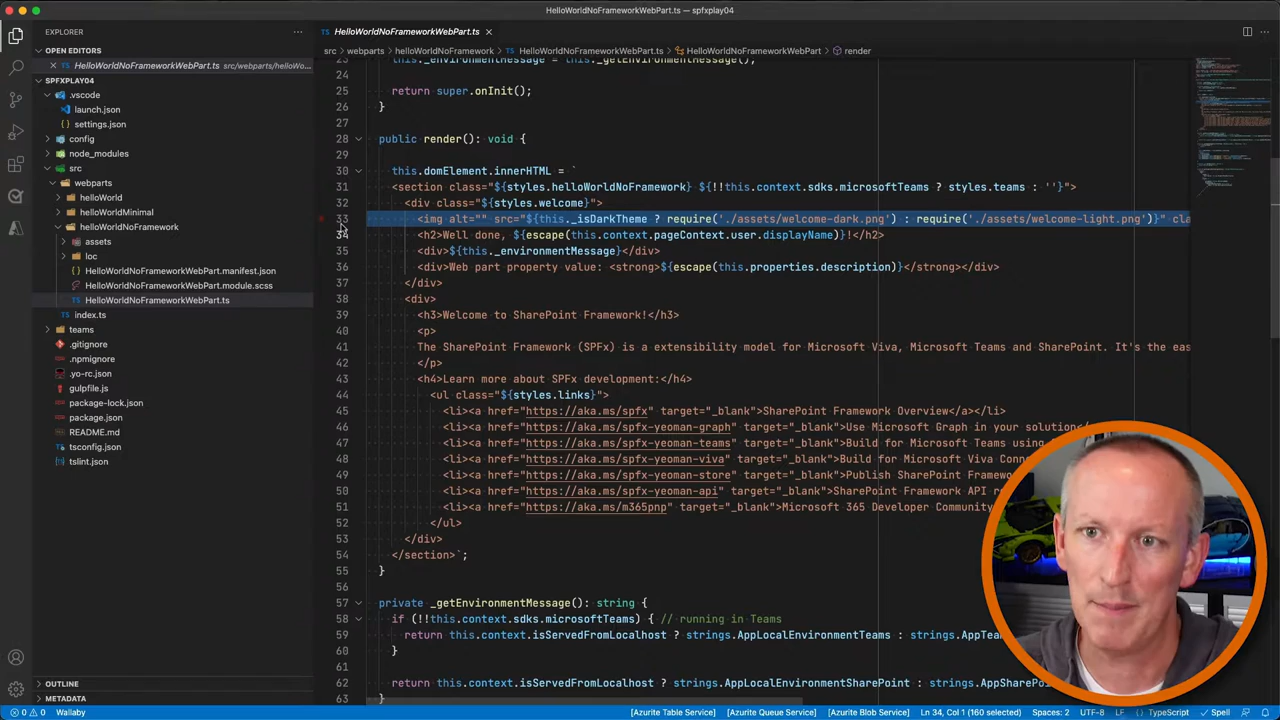 HelloWorldNoFrameworkWebPart.ts — spfxplay04
EXPLORER
OPEN EDITORS
HelloWorldNoFrameworkWebPart.ts src/webparts/helloWo...
SPFXPLAY04
.vscode
launch.json
settings.json
config
node_modules
src
webparts
helloWorld
helloWorldMinimal
helloWorldNoFramework
assets
loc
HelloWorldNoFrameworkWebPart.manifest.json
HelloWorldNoFrameworkWebPart.module.scss
HelloWorldNoFrameworkWebPart.ts
index.ts
teams
.gitignore
.npmignore
.yo-rc.json
gulpfile.js
package-lock.json
package.json
README.md
tsconfig.json
tslint.json
OUTLINE
METADATA
HelloWorldNoFrameworkWebPart.ts
src > webparts > helloWorldNoFramework > HelloWorldNoFrameworkWebPart.ts > HelloWorldNoFrameworkWebPart > render
23 this._environmentMessage = this._getEnvironmentMessage();
24
25 return super.onInit();
26 }
27
28 public render(): void {
29
30 this.domElement.innerHTML = `
31 <section class="${styles.helloWorldNoFramework} ${!!this.context.sdks.microsoftTeams ? styles.teams : ''}">
32 <div class="${styles.welcome}">
33 <img alt="" src="${this._isDarkTheme ? require('./assets/welcome-dark.png') : require('./assets/welcome-light.png')}" cla
34 <h2>Well done, ${escape(this.context.pageContext.user.displayName)}!</h2>
35 <div>${this._environmentMessage}</div>
36 <div>Web part property value: <strong>${escape(this.properties.description)}</strong></div>
37 </div>
38 <div>
39 <h3>Welcome to SharePoint Framework!</h3>
40 <p>
41 The SharePoint Framework (SPFx) is a extensibility model for Microsoft Viva, Microsoft Teams and SharePoint. It's the eas
42 </p>
43 <h4>Learn more about SPFx development:</h4>
44 <ul class="${styles.links}">
45 <li><a href="https://aka.ms/spfx" target="_blank">SharePoint Framework Overview</a></li>
46 <li><a href="https://aka.ms/spfx-yeoman-graph" target="_blank">Use Microsoft Graph in your solution</
47 <li><a href="https://aka.ms/spfx-yeoman-teams" target="_blank">Build for Microsoft Teams using
48 <li><a href="https://aka.ms/spfx-yeoman-viva" target="_blank">Build for Microsoft Viva Conn
49 <li><a href="https://aka.ms/spfx-yeoman-store" target="_blank">Publish SharePoint Framewor
50 <li><a href="https://aka.ms/spfx-yeoman-api" target="_blank">SharePoint Framework API re
51 <li><a href="https://aka.ms/m365pnp" target="_blank">Microsoft 365 Developer Community
52 </ul>
53 </div>
54 </section>`;
55 }
56
57 private _getEnvironmentMessage(): string {
58 if (!!this.context.sdks.microsoftTeams) { // running in Teams
59 return this.context.isServedFromLocalhost ? strings.AppLocalEnvironmentTeams : strings.AppTeam
60 }
61
62 return this.context.isServedFromLocalhost ? strings.AppLocalEnvironmentSharePoint : strings.AppSharePo
63 }
Wallaby [Azurite Table Service] [Azurite Queue Service] [Azurite Blob Service] Ln 34, Col 1 (160 selected) Spaces: 2 UTF-8 LF TypeScript Spell